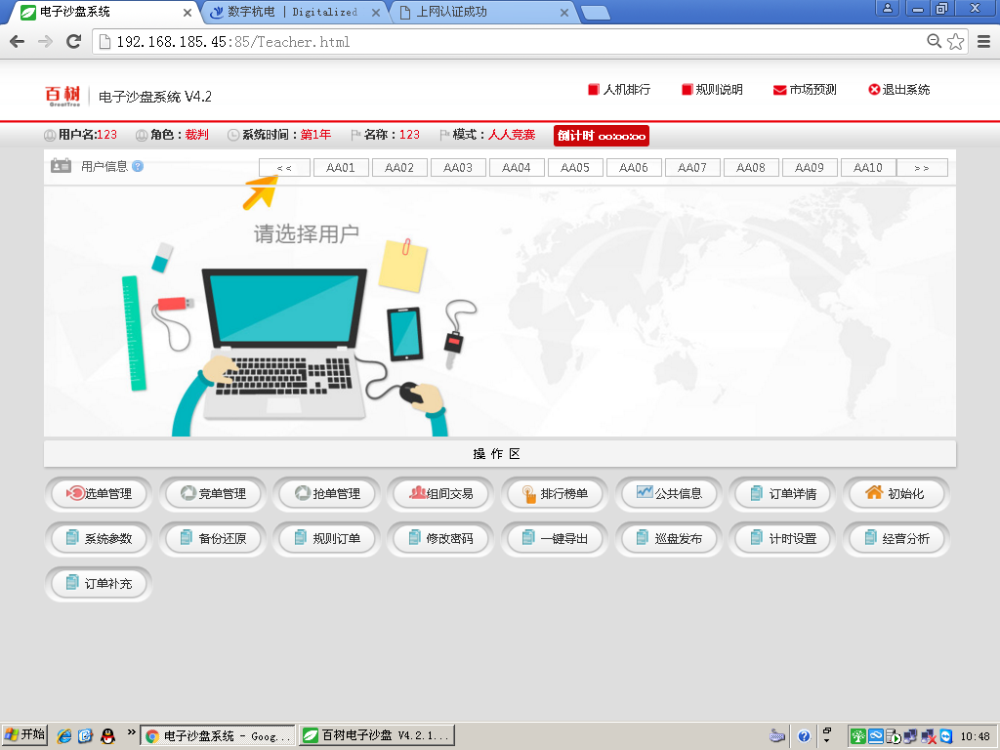 电子沙盘系统
数字杭电 | Digitalized
上网认证成功
192.168.185.45:85/Teacher.html
百树
GreatTree
电子沙盘系统 V4.2
人机排行
规则说明
市场预测
退出系统
用户名:123
角色：裁判
系统时间：第1年
名称：123
模式：人人竞赛
倒计时 00:00:00
用户信息
<< AA01 AA02 AA03 AA04 AA05 AA06 AA07 AA08 AA09 AA10 >>
请选择用户
操作区
选单管理 竞单管理 抢单管理 组间交易 排行榜单 公共信息 订单详情 初始化
系统参数 备份还原 规则订单 修改密码 一键导出 巡盘发布 计时设置 经营分析
订单补充
开始
电子沙盘系统 - Goog...
百树电子沙盘 V4.2.1...
10:48